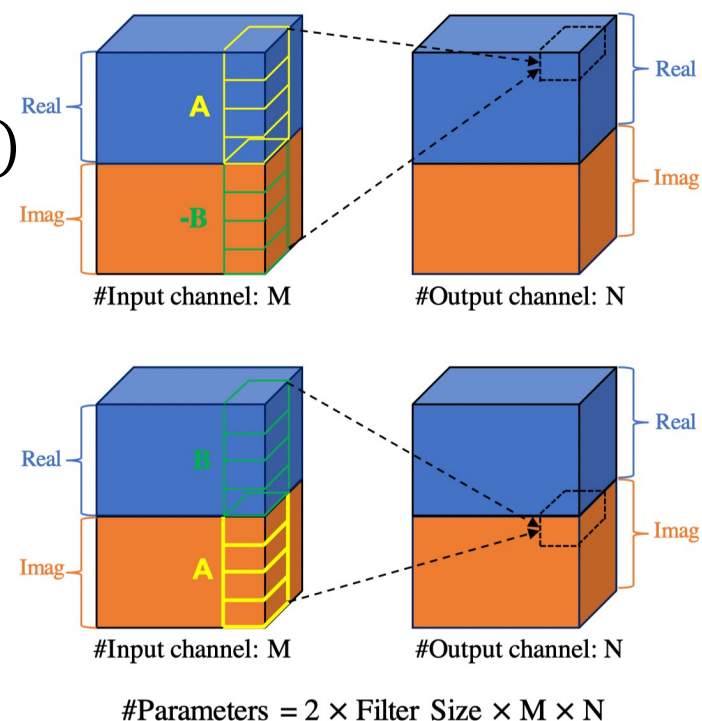 )
Real
A
Real
Imag
-B
Imag
#Input channel: M
#Output channel: N
Real
B
Real
Imag
A
Imag
#Input channel: M
#Output channel: N
#Parameters = 2 × Filter Size × M × N